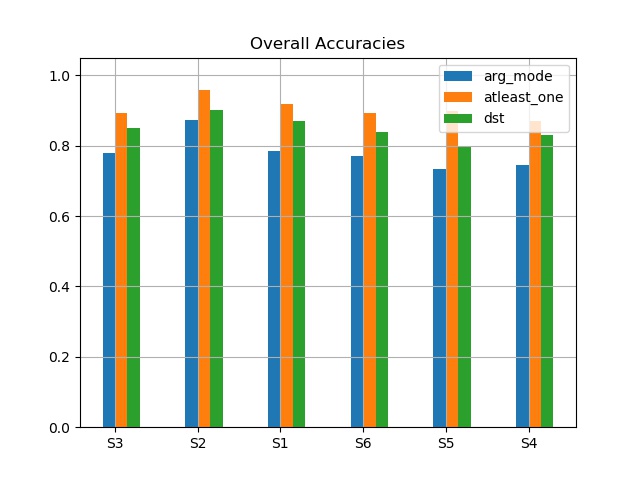 Overall Accuracies
arg_mode
atleast_one
dst
1.0
0.8
0.6
0.4
0.2
0.0
S3 S2 S1 S6 S5 S4